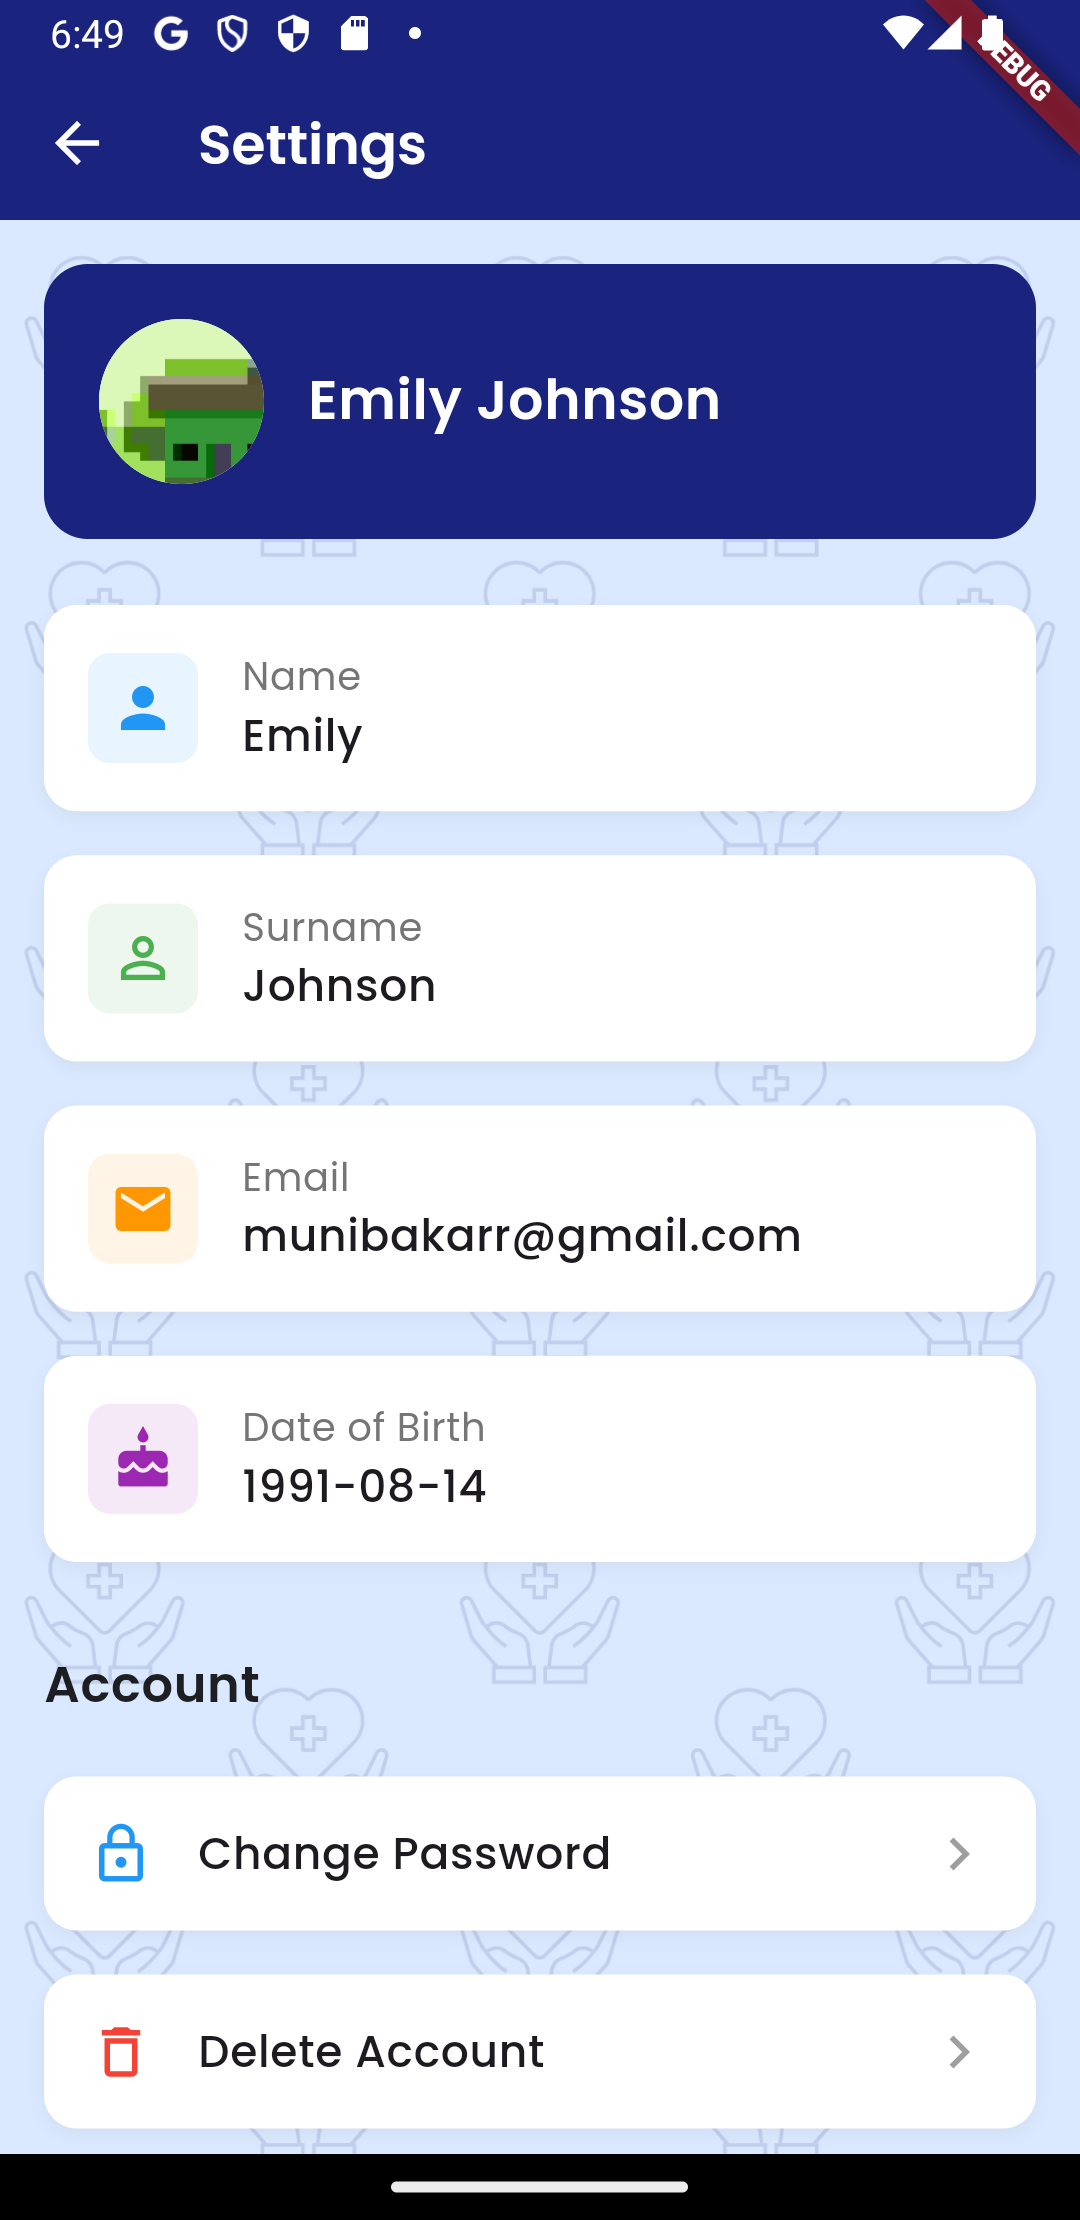 6:49
DEBUG
Settings
Emily Johnson
Name
Emily
Surname
Johnson
Email
munibakarr@gmail.com
Date of Birth
1991-08-14
Account
Change Password
Delete Account